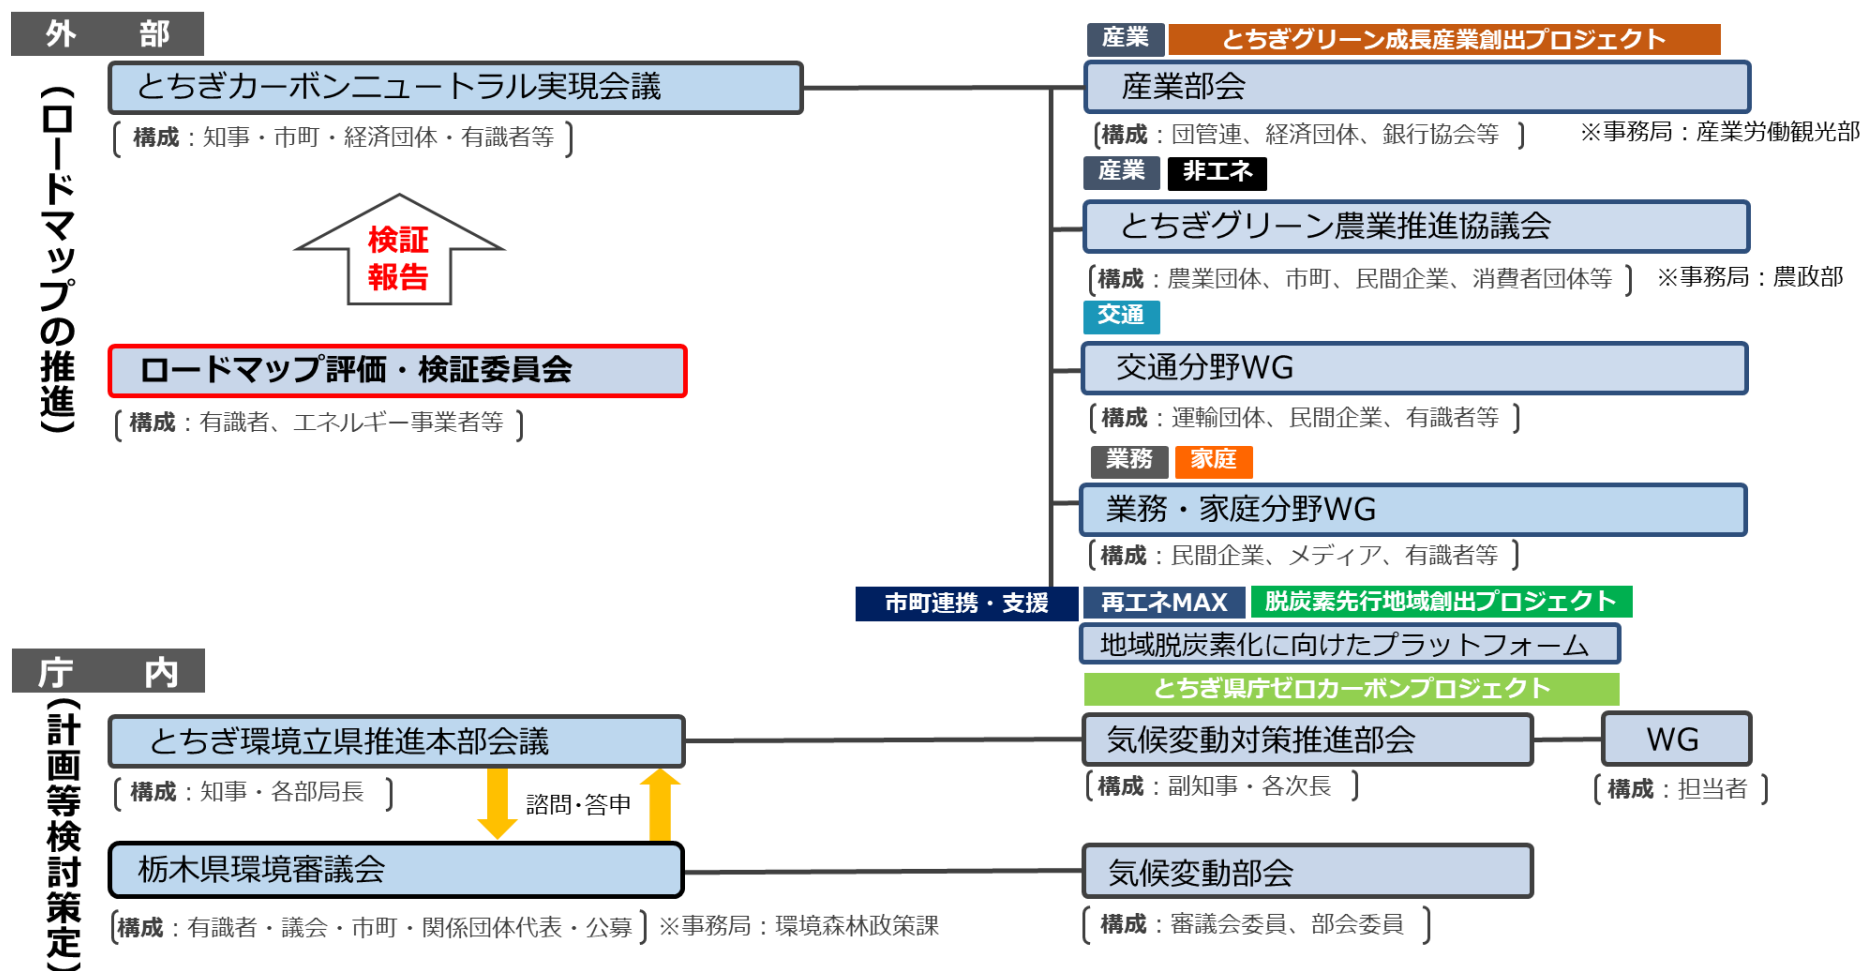 外 部
(ロードマップの推進)
とちぎカーボンニュートラル実現会議
構成：知事・市町・経済団体・有識者等
検証
報告
ロードマップ評価・検証委員会
構成：有識者、エネルギー事業者等
産業 とちぎグリーン成長産業創出プロジェクト
産業部会
構成：団管連、経済団体、銀行協会等 ※事務局：産業労働観光部
産業 非エネ
とちぎグリーン農業推進協議会
構成：農業団体、市町、民間企業、消費者団体等 ※事務局：農政部
交通
交通分野WG
構成：運輸団体、民間企業、有識者等
業務 家庭
業務・家庭分野WG
構成：民間企業、メディア、有識者等
市町連携・支援 再エネMAX 脱炭素先行地域創出プロジェクト
地域脱炭素化に向けたプラットフォーム
庁 内
(計画等検討策定)
とちぎ県庁ゼロカーボンプロジェクト
とちぎ環境立県推進本部会議
構成：知事・各部局長
気候変動対策推進部会
構成：副知事・各次長
WG
構成：担当者
諮問・答申
栃木県環境審議会
構成：有識者・議会・市町・関係団体代表・公募 ※事務局：環境森林政策課
気候変動部会
構成：審議会委員、部会委員